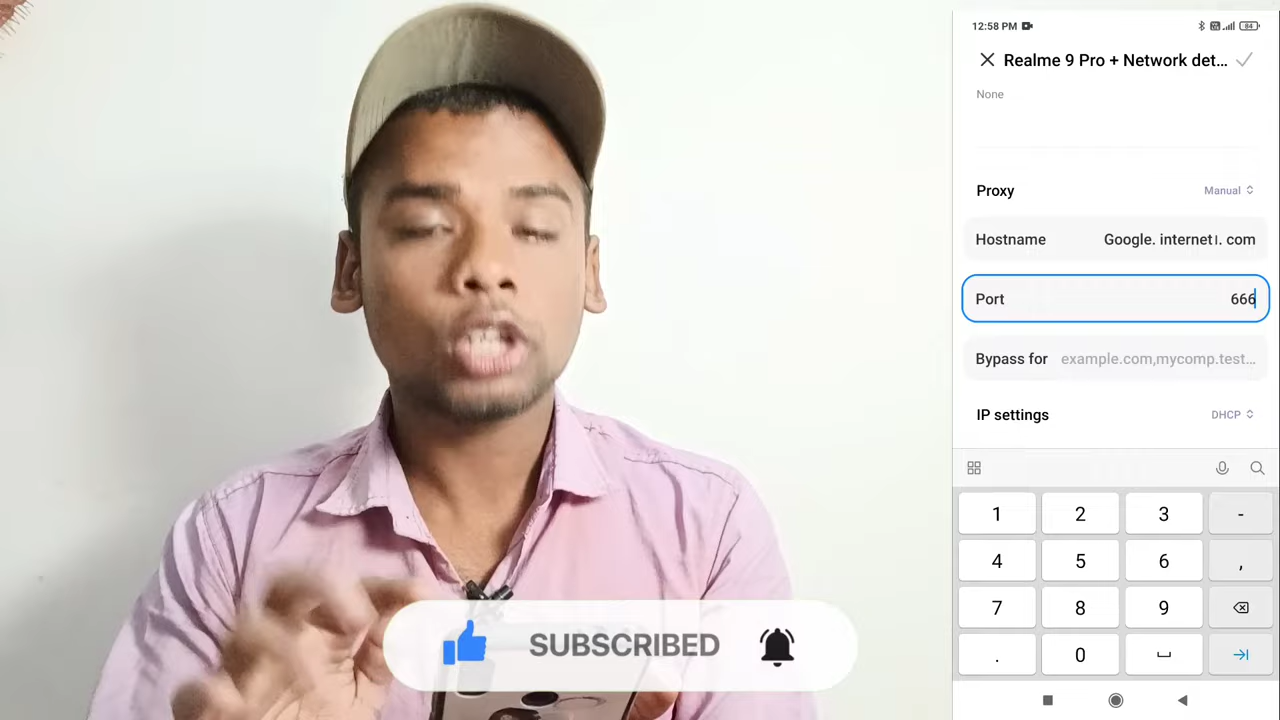 12:58 PM
84
Realme 9 Pro + Network det...
None
Proxy
Manual
Hostname
Google. internet. com
Port
666
Bypass for
example.com,mycomp.test...
IP settings
DHCP
1 2 3 -
4 5 6 ,
7 8 9
. 0
SUBSCRIBED